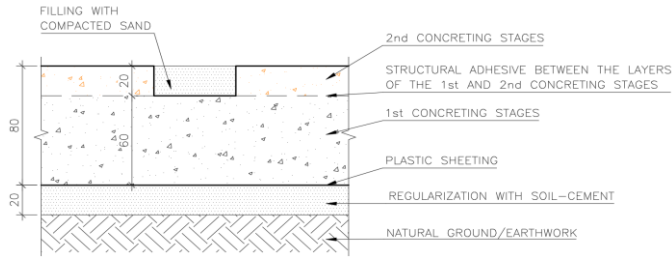 FILLING WITH
COMPACTED SAND
2nd CONCRETING STAGES
STRUCTURAL ADHESIVE BETWEEN THE LAYERS
OF THE 1st AND 2nd CONCRETING STAGES
1st CONCRETING STAGES
PLASTIC SHEETING
REGULARIZATION WITH SOIL-CEMENT
NATURAL GROUND/EARTHWORK
20
80
60
20